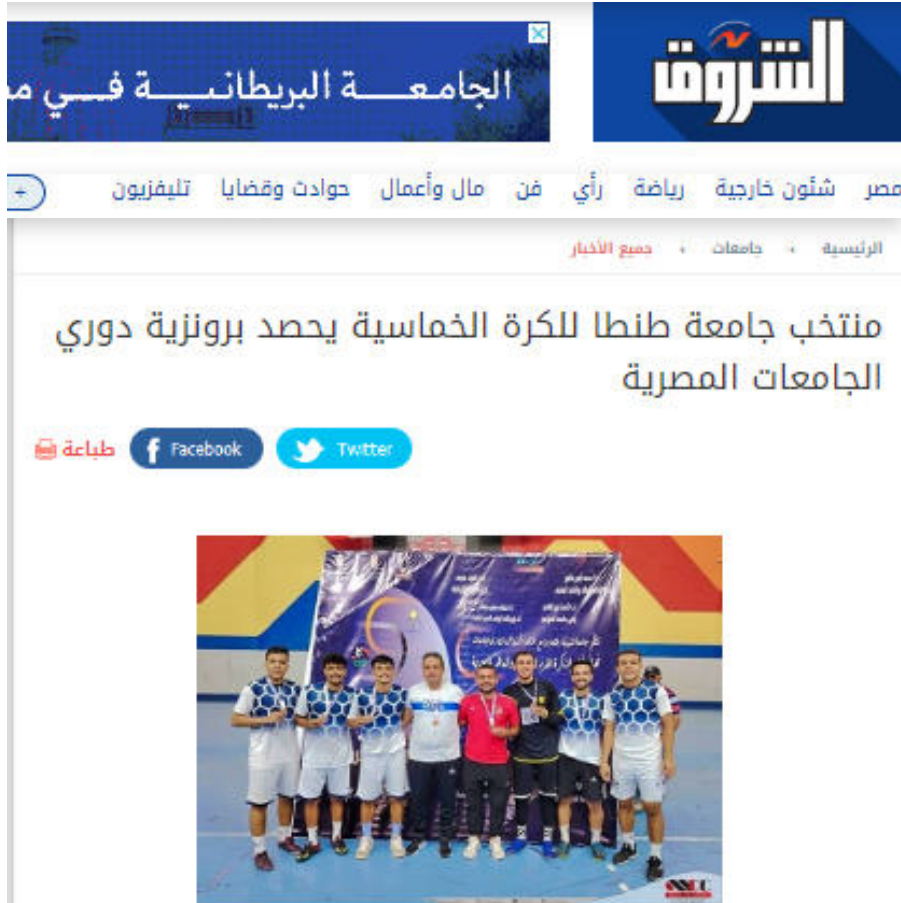 الشروق
الجامعة البريطانية في
مصر شئون خارجية رياضة رأي فن مال وأعمال حوادث وقضايا تليفزيون +
الرئيسية جامعات جميع الأخبار
منتخب جامعة طنطا للكرة الخماسية يحصد برونزية دوري
الجامعات المصرية
Twitter Facebook طباعة